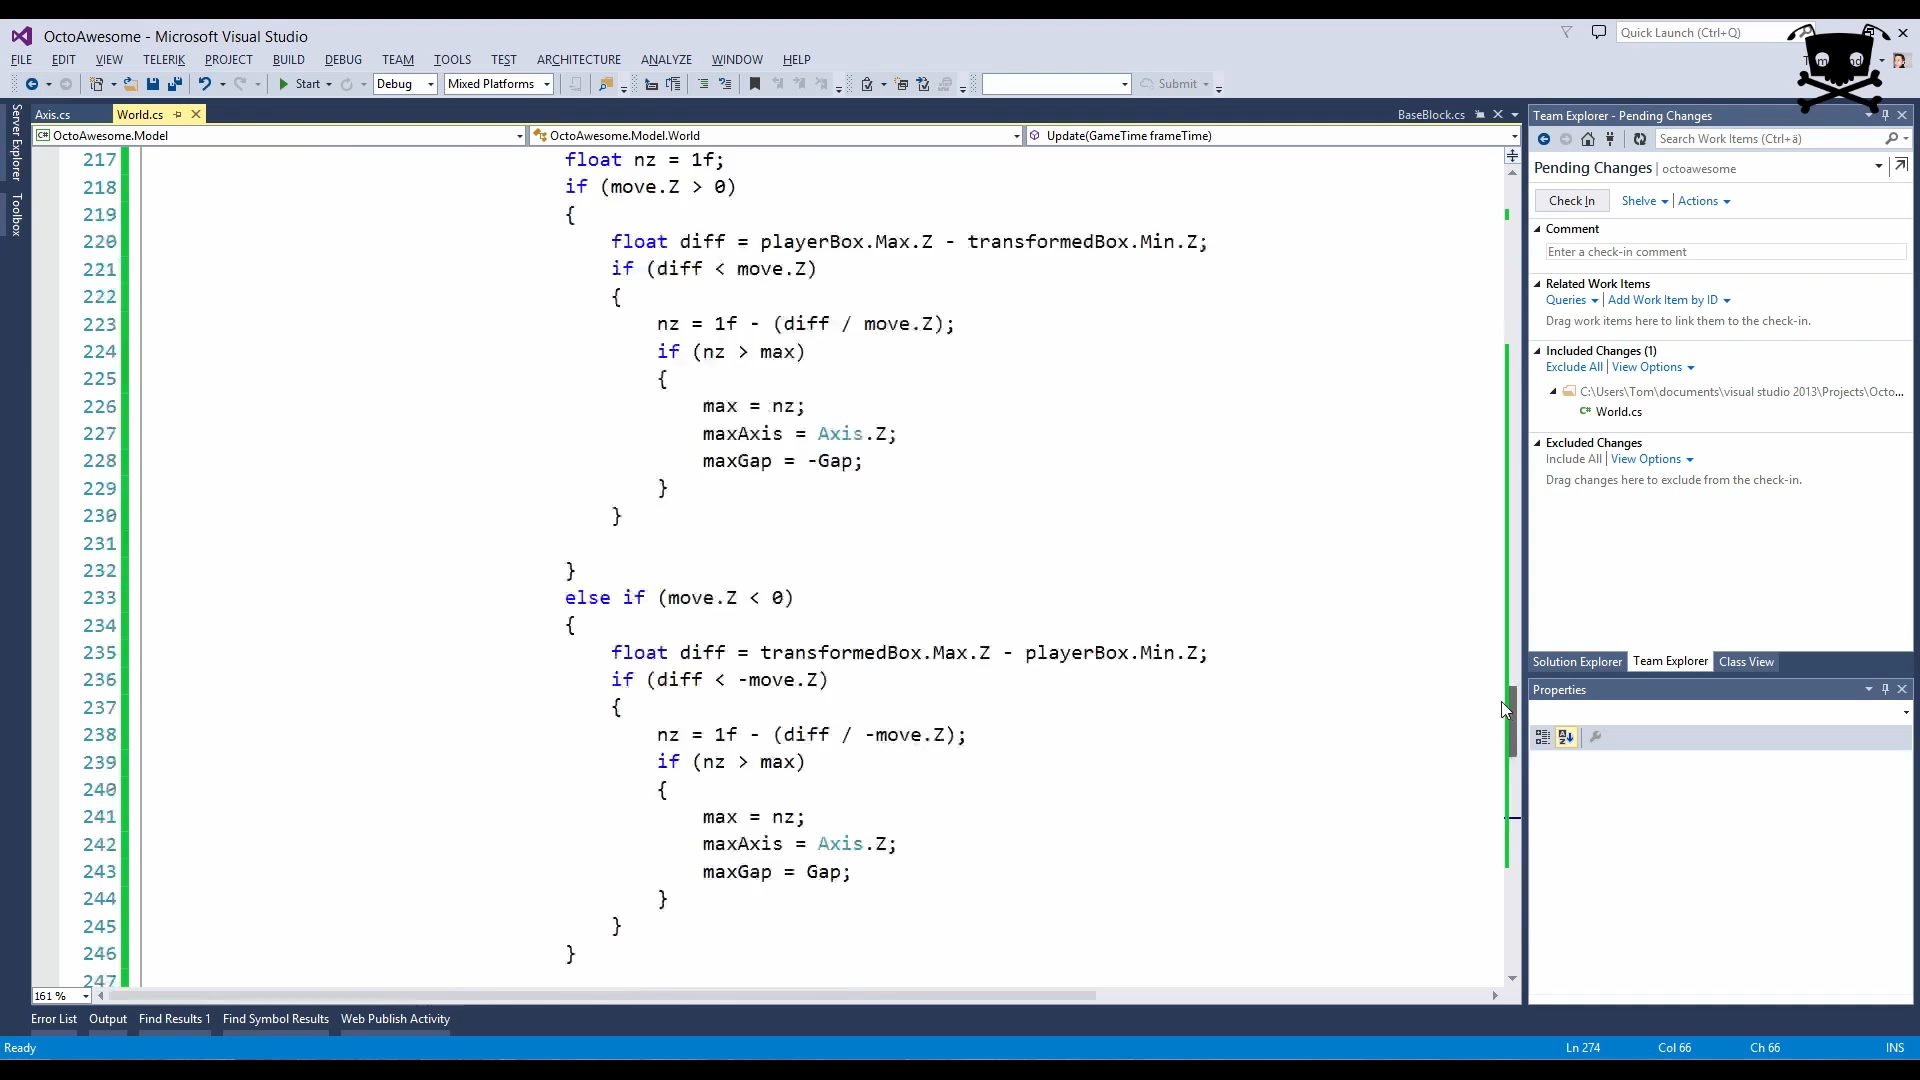 OctoAwesome - Microsoft Visual Studio
Quick Launch (Ctrl+Q)
FILE EDIT VIEW TELERIK PROJECT BUILD DEBUG TEAM TOOLS TEST ARCHITECTURE ANALYZE WINDOW HELP
Start Debug Mixed Platforms Submit
Axis.cs World.cs BaseBlock.cs
OctoAwesome.Model OctoAwesome.Model.World Update(GameTime frameTime)
Server Explorer
Toolbox
217 float nz = 1f;
218 if (move.Z > 0)
219 {
220 float diff = playerBox.Max.Z - transformedBox.Min.Z;
221 if (diff < move.Z)
222 {
223 nz = 1f - (diff / move.Z);
224 if (nz > max)
225 {
226 max = nz;
227 maxAxis = Axis.Z;
228 maxGap = -Gap;
229 }
230 }
231
232 }
233 else if (move.Z < 0)
234 {
235 float diff = transformedBox.Max.Z - playerBox.Min.Z;
236 if (diff < -move.Z)
237 {
238 nz = 1f - (diff / -move.Z);
239 if (nz > max)
240 {
241 max = nz;
242 maxAxis = Axis.Z;
243 maxGap = Gap;
244 }
245 }
246 }
247
161 %
Team Explorer - Pending Changes
Search Work Items (Ctrl+ä)
Pending Changes | octoawesome
Check In Shelve | Actions
Comment
Enter a check-in comment
Related Work Items
Queries | Add Work Item by ID
Drag work items here to link them to the check-in.
Included Changes (1)
Exclude All | View Options
C:\Users\Tom\documents\visual studio 2013\Projects\Octo...
World.cs
Excluded Changes
Include All | View Options
Drag changes here to exclude from the check-in.
Solution Explorer Team Explorer Class View
Properties
Error List Output Find Results 1 Find Symbol Results Web Publish Activity
Ready Ln 274 Col 66 Ch 66 INS